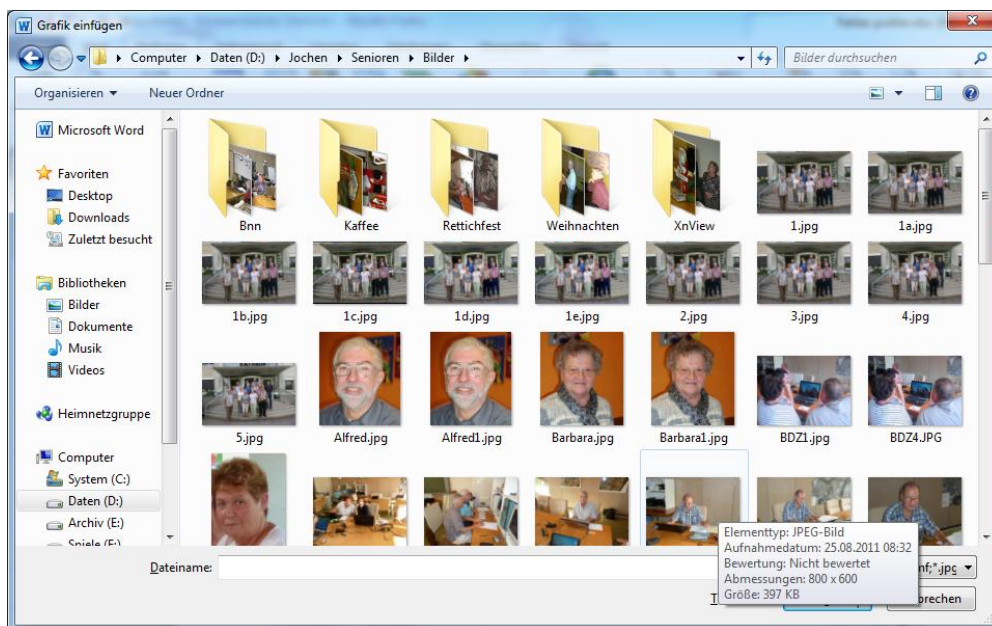 Grafik einfügen
Computer Daten (D:) Jochen Senioren Bilder
Bilder durchsuchen
Organisieren Neuer Ordner
Microsoft Word
Favoriten
Desktop
Downloads
Zuletzt besucht
Bibliotheken
Bilder
Dokumente
Musik
Videos
Heimnetzgruppe
Computer
System (C:)
Daten (D:)
Archiv (E:)
Spiele (F:)
Bnn Kaffee Rettichfest Weihnachten XnView 1.jpg 1a.jpg
1b.jpg 1c.jpg 1d.jpg 1e.jpg 2.jpg 3.jpg 4.jpg
5.jpg Alfred.jpg Alfred1.jpg Barbara.jpg Barbara1.jpg BDZ1.jpg BDZ4.JPG
Elementtyp: JPEG-Bild
Aufnahmedatum: 25.08.2011 08:32
Bewertung: Nicht bewertet
Abmessungen: 800 x 600
Größe: 397 KB
Dateiname:
nf;*.jpg
T
brechen